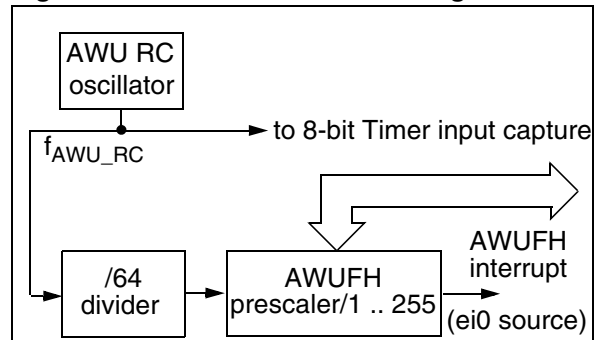 AWU RC
oscillator
to 8-bit Timer input capture
fAWU_RC
/64
divider
AWUFH
prescaler/1 .. 255
AWUFH
interrupt
(ei0 source)